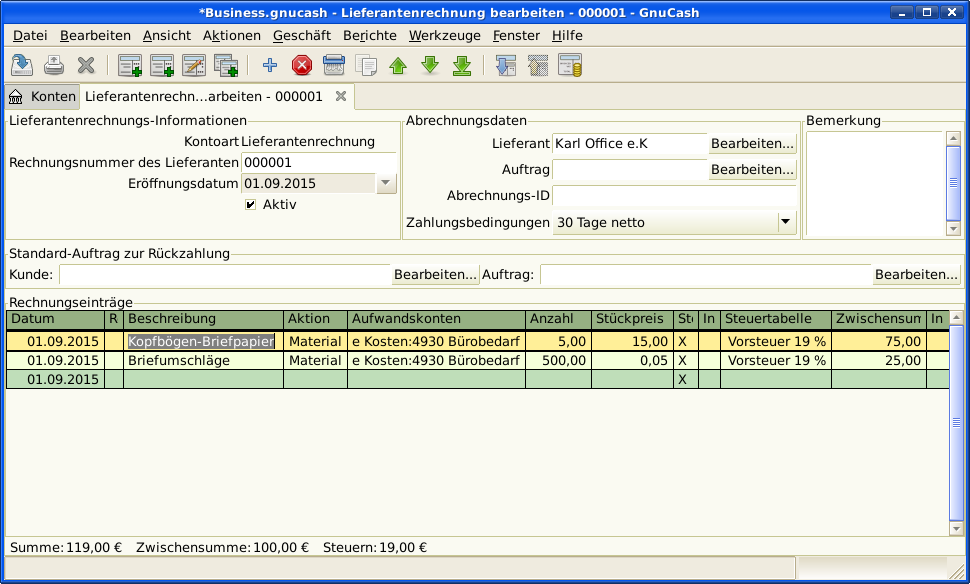 *Business.gnucash - Lieferantenrechnung bearbeiten - 000001 - GnuCash
Datei Bearbeiten Ansicht Aktionen Geschäft Berichte Werkzeuge Fenster Hilfe
Konten Lieferantenrechn...arbeiten - 000001
Lieferantenrechnungs-Informationen
Kontoart Lieferantenrechnung
Rechnungsnummer des Lieferanten 000001
Eröffnungsdatum 01.09.2015
Aktiv
Abrechnungsdaten
Lieferant Karl Office e.K Bearbeiten...
Auftrag Bearbeiten...
Abrechnungs-ID
Zahlungsbedingungen 30 Tage netto
Bemerkung
Standard-Auftrag zur Rückzahlung
Kunde: Bearbeiten... Auftrag: Bearbeiten...
Rechnungseinträge
Datum R Beschreibung Aktion Aufwandskonten Anzahl Stückpreis Ste In Steuertabelle Zwischensum In
01.09.2015 Kopfbögen-Briefpapier Material e Kosten:4930 Bürobedarf 5,00 15,00 X Vorsteuer 19 % 75,00
01.09.2015 Briefumschläge Material e Kosten:4930 Bürobedarf 500,00 0,05 X Vorsteuer 19 % 25,00
01.09.2015 X
Summe: 119,00 € Zwischensumme: 100,00 € Steuern: 19,00 €